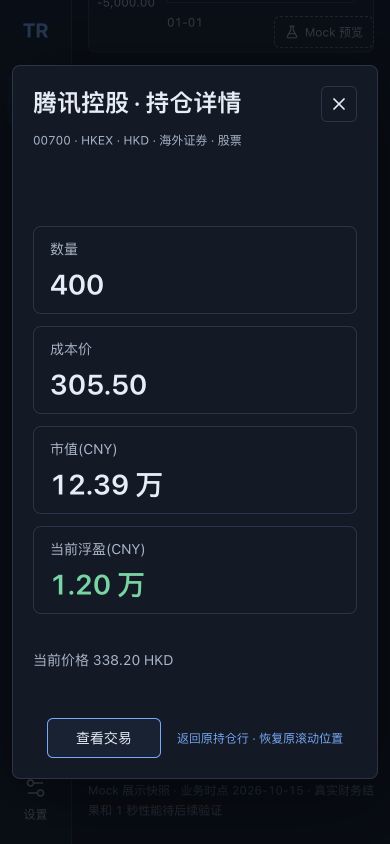 -5,000.00
01-01
TR
Mock 预览
腾讯控股 · 持仓详情
00700 · HKEX · HKD · 海外证券 · 股票
数量
400
成本价
305.50
市值(CNY)
12.39 万
当前浮盈(CNY)
1.20 万
当前价格 338.20 HKD
查看交易
返回原持仓行 · 恢复原滚动位置
设置
Mock 展示快照 · 业务时点 2026-10-15 · 真实财务结
果和 1 秒性能待后续验证